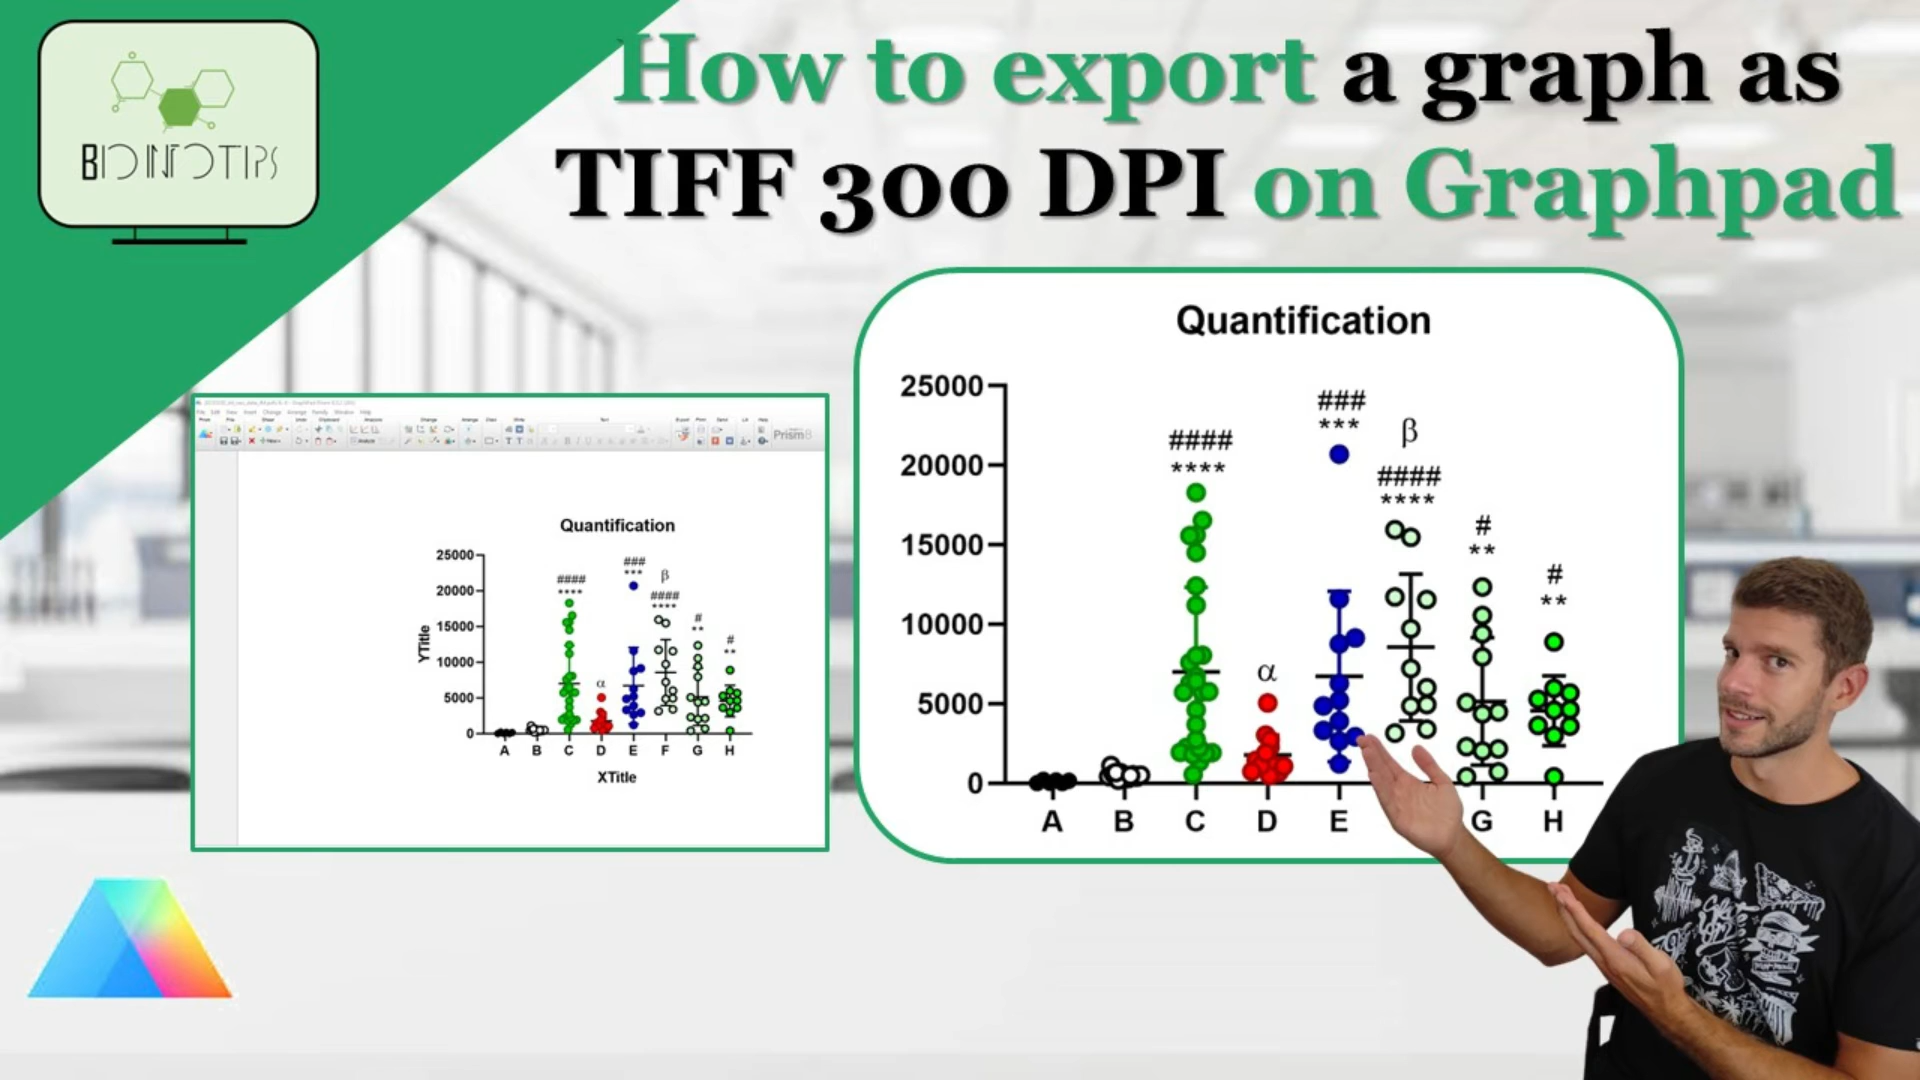 BIOINFOTIPS
How to export a graph as
TIFF 300 DPI on Graphpad
Prism 8
Quantification
25000
20000
15000
10000
5000
0
YTitle
####
****
α
###
***
β
####
****
#
**
#
**
A B C D E F G H
XTitle
Quantification
25000
20000
15000
10000
5000
0
####
****
α
###
***
β
####
****
#
**
#
**
A B C D E G H